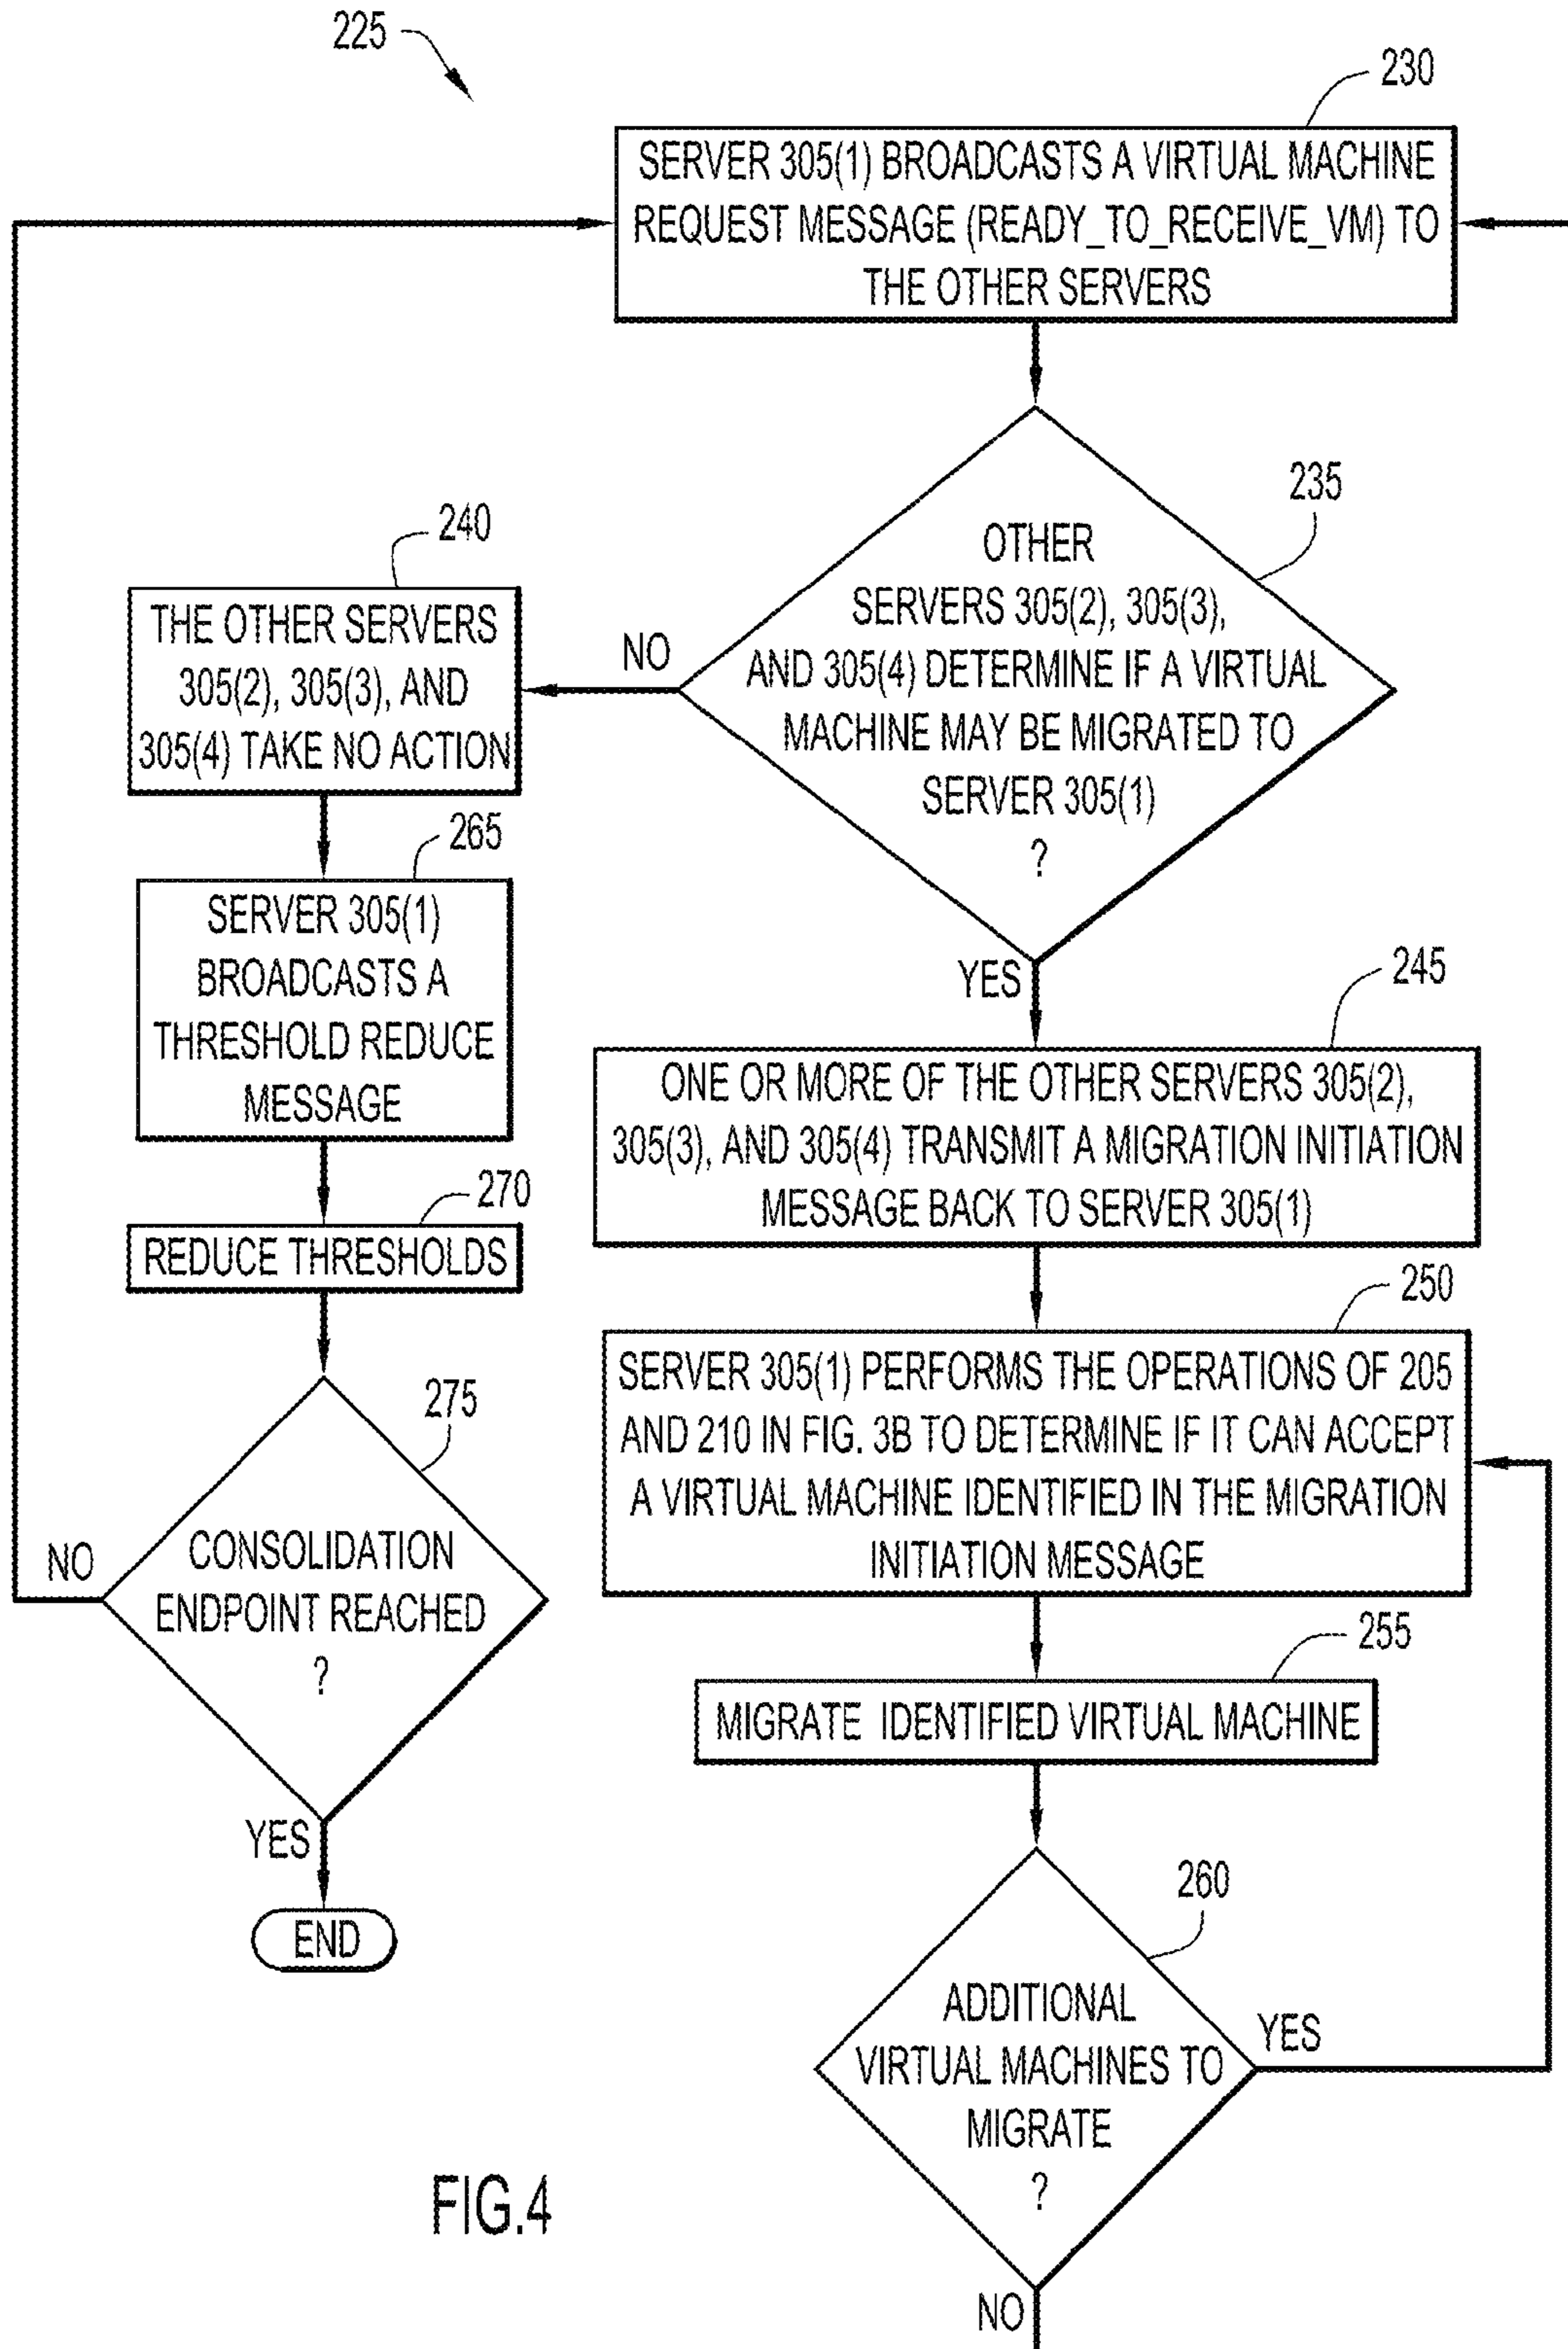 225
230
SERVER 305(1) BROADCASTS A VIRTUAL MACHINE
REQUEST MESSAGE (READY_TO_RECEIVE_VM) TO
THE OTHER SERVERS
235
OTHER
SERVERS 305(2), 305(3),
AND 305(4) DETERMINE IF A VIRTUAL
MACHINE MAY BE MIGRATED TO
SERVER 305(1)
?
NO
240
THE OTHER SERVERS
305(2), 305(3), AND
305(4) TAKE NO ACTION
265
SERVER 305(1)
BROADCASTS A
THRESHOLD REDUCE
MESSAGE
270
REDUCE THRESHOLDS
275
CONSOLIDATION
ENDPOINT REACHED
?
NO
YES
END
YES
245
ONE OR MORE OF THE OTHER SERVERS 305(2),
305(3), AND 305(4) TRANSMIT A MIGRATION INITIATION
MESSAGE BACK TO SERVER 305(1)
250
SERVER 305(1) PERFORMS THE OPERATIONS OF 205
AND 210 IN FIG. 3B TO DETERMINE IF IT CAN ACCEPT
A VIRTUAL MACHINE IDENTIFIED IN THE MIGRATION
INITIATION MESSAGE
255
MIGRATE IDENTIFIED VIRTUAL MACHINE
260
ADDITIONAL
VIRTUAL MACHINES TO
MIGRATE
?
YES
NO
FIG.4